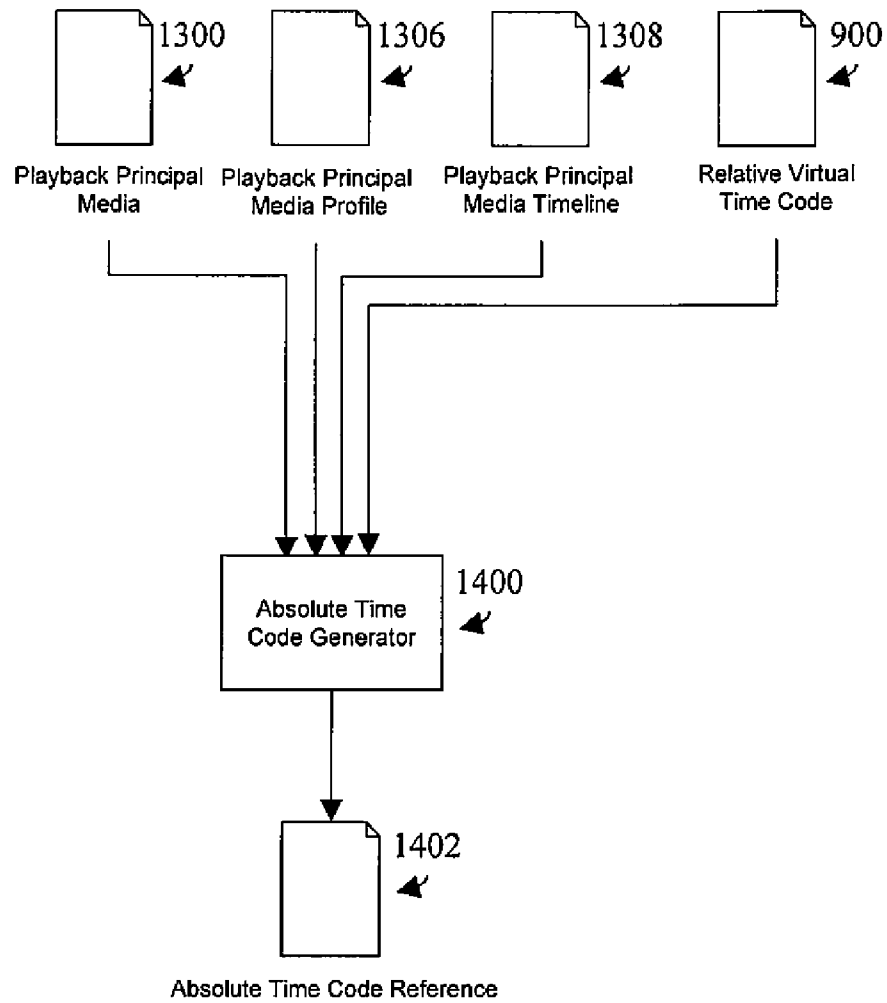 1300
1306
1308
900
Playback Principal
Media
Playback Principal
Media Profile
Playback Principal
Media Timeline
Relative Virtual
Time Code
1400
Absolute Time
Code Generator
1402
Absolute Time Code Reference